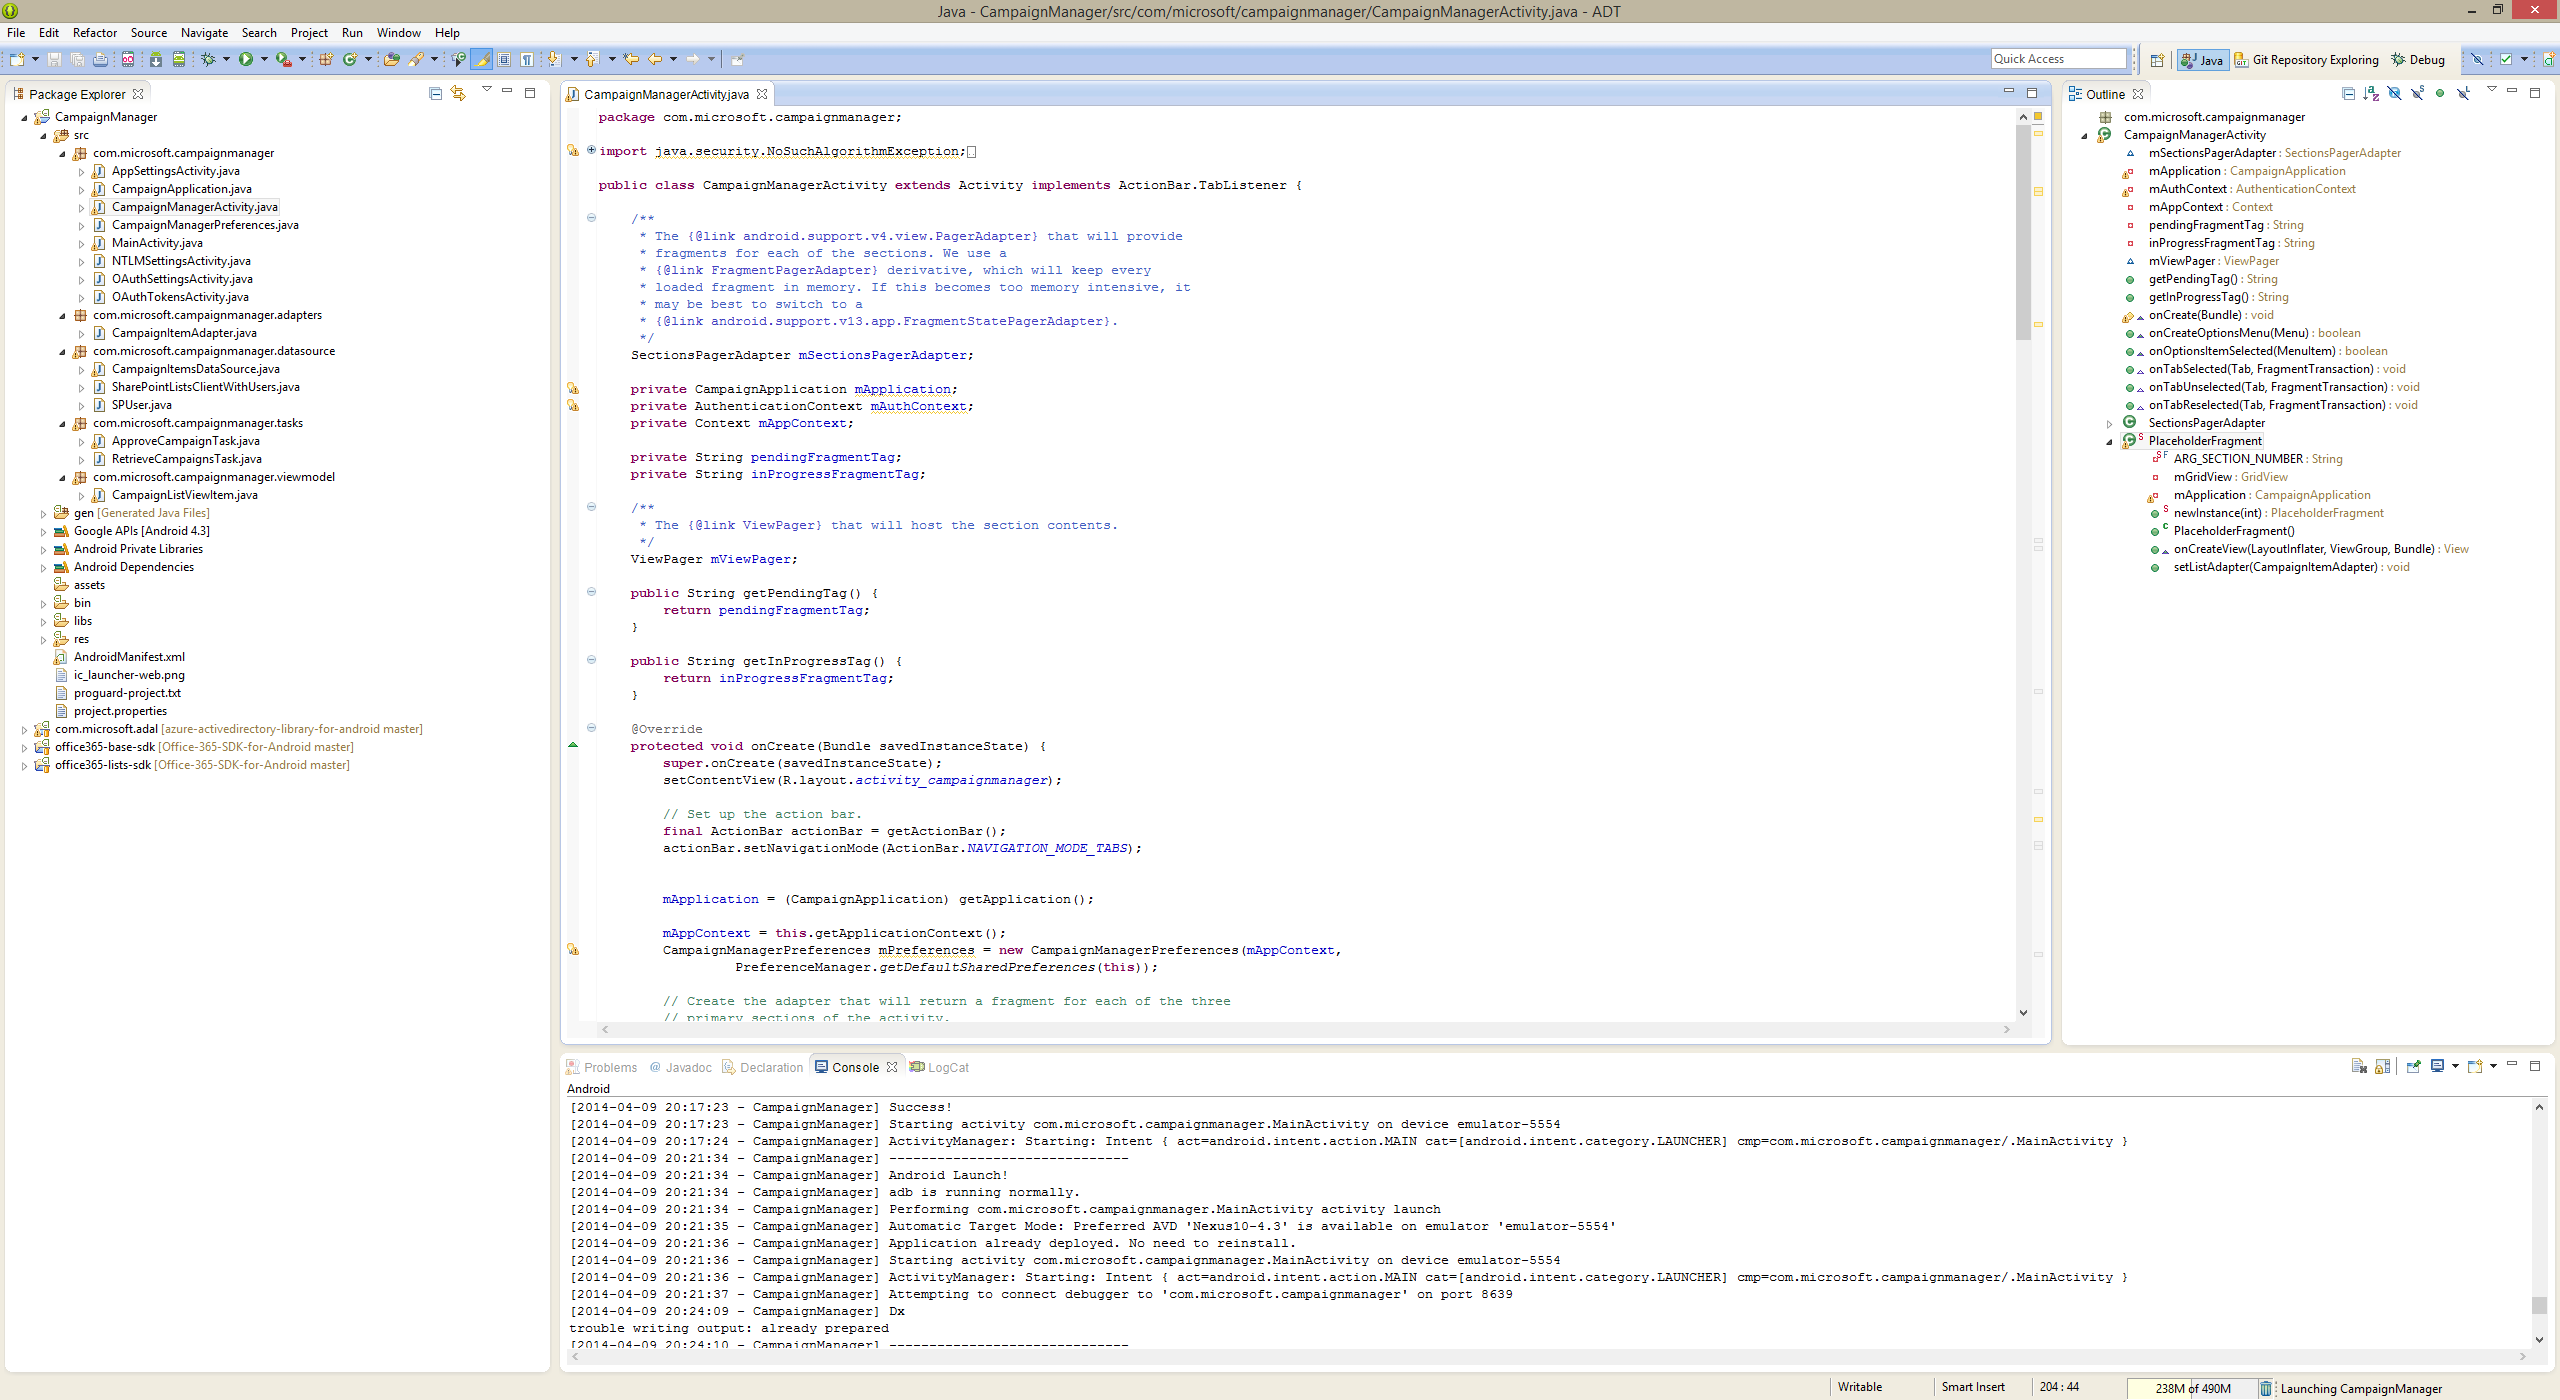 Java - CampaignManager/src/com/microsoft/campaignmanager/CampaignManagerActivity.java - ADT
File Edit Refactor Source Navigate Search Project Run Window Help
Quick Access
Java Git Repository Exploring Debug
Package Explorer
CampaignManager
src
com.microsoft.campaignmanager
AppSettingsActivity.java
CampaignApplication.java
CampaignManagerActivity.java
CampaignManagerPreferences.java
MainActivity.java
NTLMSettingsActivity.java
OAuthSettingsActivity.java
OAuthTokensActivity.java
com.microsoft.campaignmanager.adapters
CampaignItemAdapter.java
com.microsoft.campaignmanager.datasource
CampaignItemsDataSource.java
SharePointListsClientWithUsers.java
SPUser.java
com.microsoft.campaignmanager.tasks
ApproveCampaignTask.java
RetrieveCampaignsTask.java
com.microsoft.campaignmanager.viewmodel
CampaignListViewItem.java
gen [Generated Java Files]
Google APIs [Android 4.3]
Android Private Libraries
Android Dependencies
assets
bin
libs
res
AndroidManifest.xml
ic_launcher-web.png
proguard-project.txt
project.properties
com.microsoft.adal [azure-activedirectory-library-for-android master]
office365-base-sdk [Office-365-SDK-for-Android master]
office365-lists-sdk [Office-365-SDK-for-Android master]
CampaignManagerActivity.java
package com.microsoft.campaignmanager;
import java.security.NoSuchAlgorithmException;
public class CampaignManagerActivity extends Activity implements ActionBar.TabListener {
/**
* The {@link android.support.v4.view.PagerAdapter} that will provide
* fragments for each of the sections. We use a
* {@link FragmentPagerAdapter} derivative, which will keep every
* loaded fragment in memory. If this becomes too memory intensive, it
* may be best to switch to a
* {@link android.support.v13.app.FragmentStatePagerAdapter}.
*/
SectionsPagerAdapter mSectionsPagerAdapter;
private CampaignApplication mApplication;
private AuthenticationContext mAuthContext;
private Context mAppContext;
private String pendingFragmentTag;
private String inProgressFragmentTag;
/**
* The {@link ViewPager} that will host the section contents.
*/
ViewPager mViewPager;
public String getPendingTag() {
return pendingFragmentTag;
}
public String getInProgressTag() {
return inProgressFragmentTag;
}
@Override
protected void onCreate(Bundle savedInstanceState) {
super.onCreate(savedInstanceState);
setContentView(R.layout.activity_campaignmanager);
// Set up the action bar.
final ActionBar actionBar = getActionBar();
actionBar.setNavigationMode(ActionBar.NAVIGATION_MODE_TABS);
mApplication = (CampaignApplication) getApplication();
mAppContext = this.getApplicationContext();
CampaignManagerPreferences mPreferences = new CampaignManagerPreferences(mAppContext,
PreferenceManager.getDefaultSharedPreferences(this));
// Create the adapter that will return a fragment for each of the three
// primary sections of the activity.
Outline
com.microsoft.campaignmanager
CampaignManagerActivity
mSectionsPagerAdapter : SectionsPagerAdapter
mApplication : CampaignApplication
mAuthContext : AuthenticationContext
mAppContext : Context
pendingFragmentTag : String
inProgressFragmentTag : String
mViewPager : ViewPager
getPendingTag() : String
getInProgressTag() : String
onCreate(Bundle) : void
onCreateOptionsMenu(Menu) : boolean
onOptionsItemSelected(MenuItem) : boolean
onTabSelected(Tab, FragmentTransaction) : void
onTabUnselected(Tab, FragmentTransaction) : void
onTabReselected(Tab, FragmentTransaction) : void
SectionsPagerAdapter
PlaceholderFragment
ARG_SECTION_NUMBER : String
mGridView : GridView
mApplication : CampaignApplication
newInstance(int) : PlaceholderFragment
PlaceholderFragment()
onCreateView(LayoutInflater, ViewGroup, Bundle) : View
setListAdapter(CampaignItemAdapter) : void
Problems @ Javadoc Declaration Console LogCat
Android
[2014-04-09 20:17:23 - CampaignManager] Success!
[2014-04-09 20:17:23 - CampaignManager] Starting activity com.microsoft.campaignmanager.MainActivity on device emulator-5554
[2014-04-09 20:17:24 - CampaignManager] ActivityManager: Starting: Intent { act=android.intent.action.MAIN cat=[android.intent.category.LAUNCHER] cmp=com.microsoft.campaignmanager/.MainActivity }
[2014-04-09 20:21:34 - CampaignManager] ------------------------------
[2014-04-09 20:21:34 - CampaignManager] Android Launch!
[2014-04-09 20:21:34 - CampaignManager] adb is running normally.
[2014-04-09 20:21:34 - CampaignManager] Performing com.microsoft.campaignmanager.MainActivity activity launch
[2014-04-09 20:21:35 - CampaignManager] Automatic Target Mode: Preferred AVD 'Nexus10-4.3' is available on emulator 'emulator-5554'
[2014-04-09 20:21:36 - CampaignManager] Application already deployed. No need to reinstall.
[2014-04-09 20:21:36 - CampaignManager] Starting activity com.microsoft.campaignmanager.MainActivity on device emulator-5554
[2014-04-09 20:21:36 - CampaignManager] ActivityManager: Starting: Intent { act=android.intent.action.MAIN cat=[android.intent.category.LAUNCHER] cmp=com.microsoft.campaignmanager/.MainActivity }
[2014-04-09 20:21:37 - CampaignManager] Attempting to connect debugger to 'com.microsoft.campaignmanager' on port 8639
[2014-04-09 20:24:09 - CampaignManager] Dx
trouble writing output: already prepared
[2014-04-09 20:24:10 - CampaignManager] ------------------------------
Writable Smart Insert 204 : 44 238M of 490M Launching CampaignManager